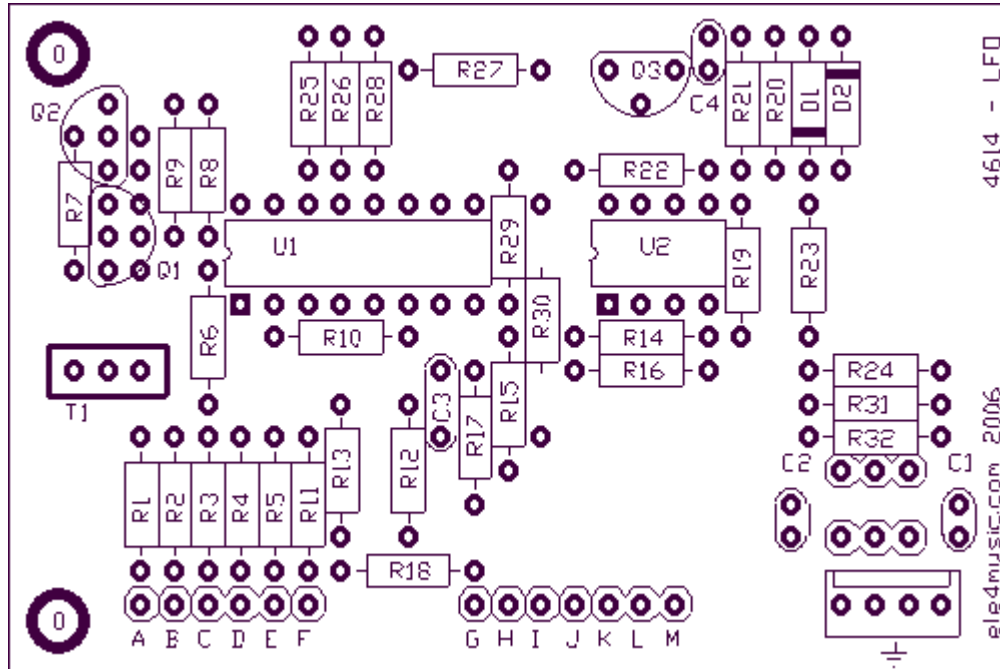 0
Q2
R25
R26
R28
R27
Q3
C4
R21
R20
D1
D2
4614 - LFO
R7
R9
R8
Q1
U1
R29
R22
U2
R19
R23
R6
R10
R30
R14
R16
T1
C3
R17
R15
R24
R31
R32
R1
R2
R3
R4
R5
R11
R13
R12
C2
C1
R18
0
A B C D E F
G H I J K L M
ele4music.com 2006